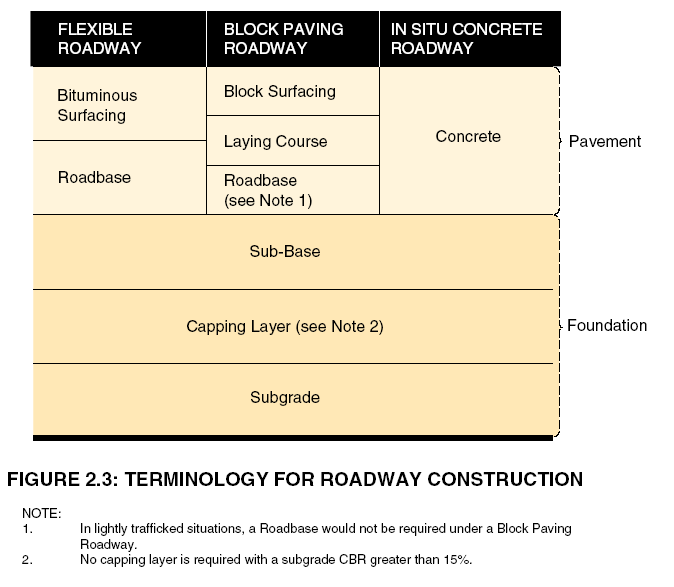 FLEXIBLE
ROADWAY
BLOCK PAVING
ROADWAY
IN SITU CONCRETE
ROADWAY
Bituminous
Surfacing
Roadbase
Block Surfacing
Laying Course
Roadbase
(see Note 1)
Concrete
Pavement
Sub-Base
Capping Layer (see Note 2)
Subgrade
Foundation
FIGURE 2.3: TERMINOLOGY FOR ROADWAY CONSTRUCTION
NOTE:
1. In lightly trafficked situations, a Roadbase would not be required under a Block Paving
Roadway.
2. No capping layer is required with a subgrade CBR greater than 15%.